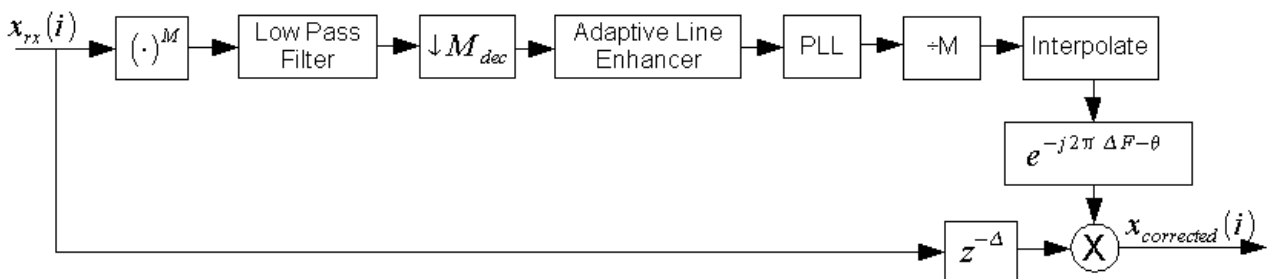 x_rx(i)
(·)^M
Low Pass
Filter
↓M_dec
Adaptive Line
Enhancer
PLL
÷M
Interpolate
e^{-j2π ΔF-θ}
z^{-Δ}
X
x_corrected(i)